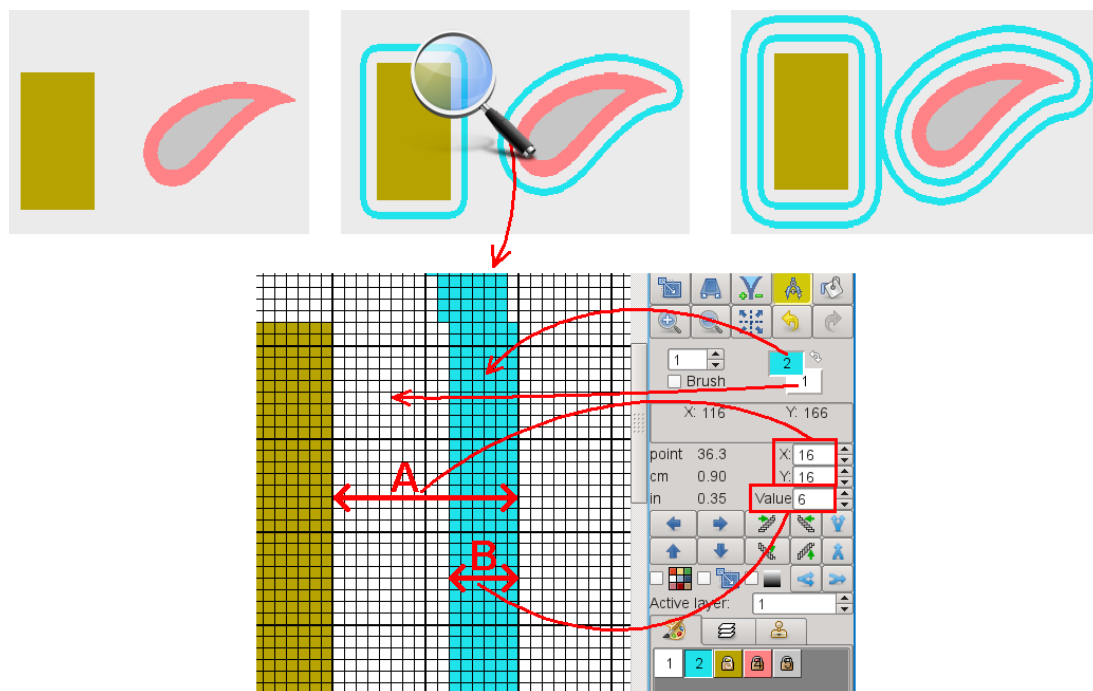 1
2
1
Brush
X: 116 Y: 166
point 36.3 X: 16
cm 0.90 Y: 16
in 0.35 Value 6
A
B
Active layer: 1
1 2